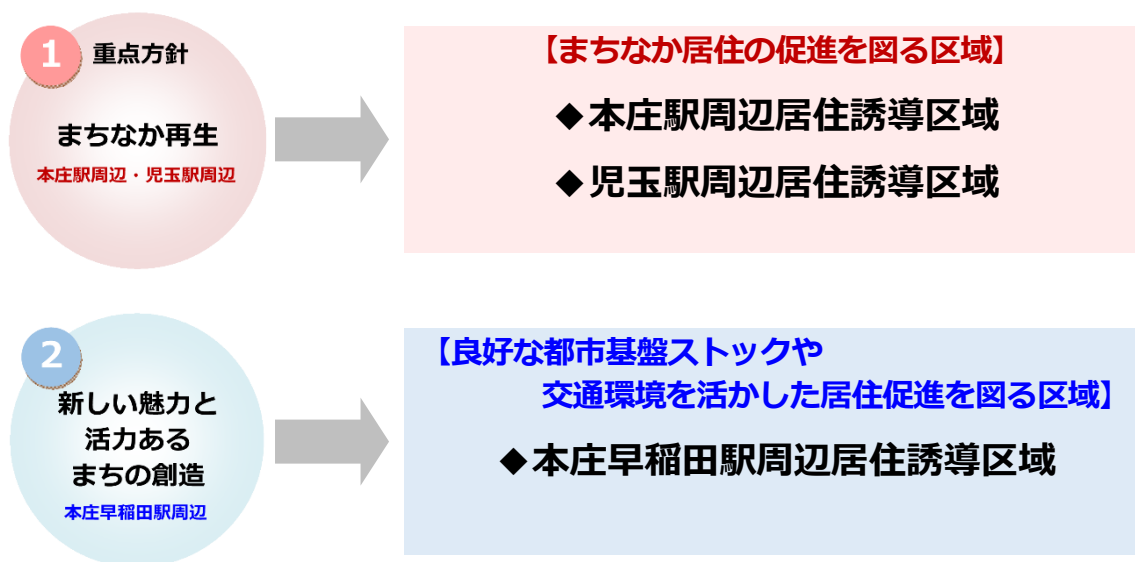 1
重点方針
まちなか再生
本庄駅周辺・児玉駅周辺
【まちなか居住の促進を図る区域】
◆本庄駅周辺居住誘導区域
◆児玉駅周辺居住誘導区域
2
新しい魅力と
活力ある
まちの創造
本庄早稲田駅周辺
【良好な都市基盤ストックや
交通環境を活かした居住促進を図る区域】
◆本庄早稲田駅周辺居住誘導区域